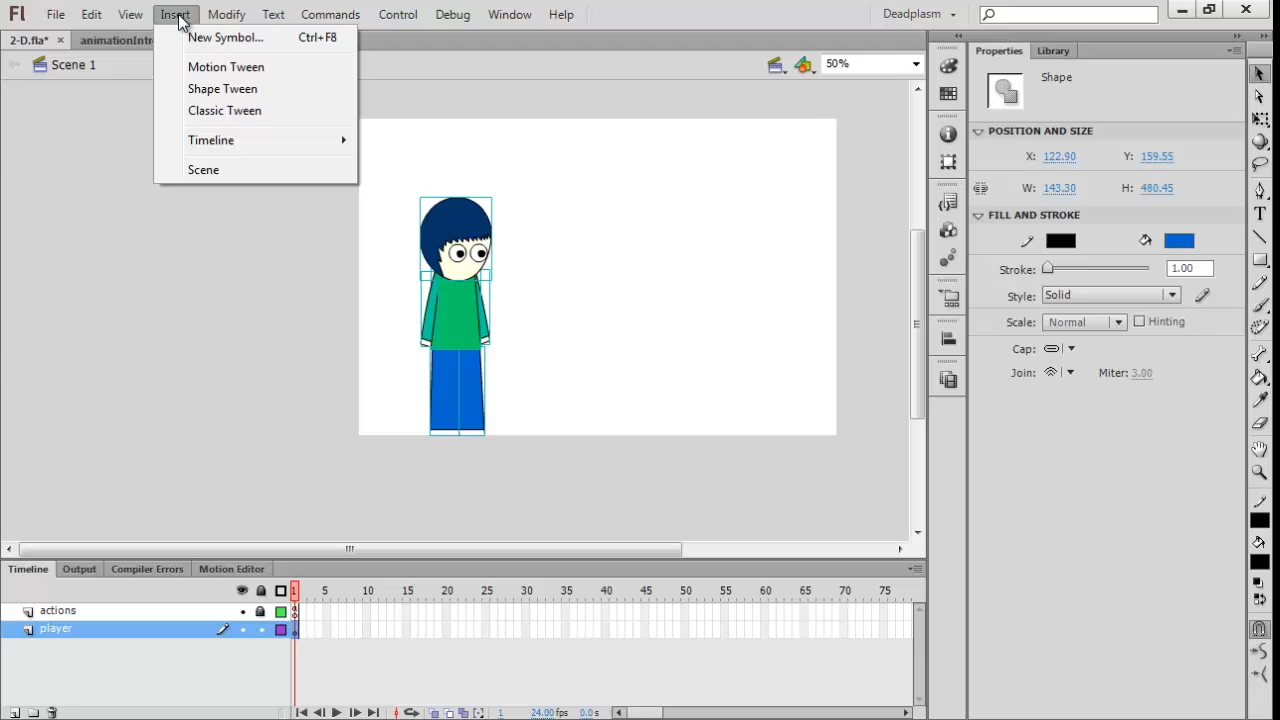 Fl File Edit View Insert Modify Text Commands Control Debug Window Help Deadplasm
2-D.fla* × animationIntr
Scene 1 50%
New Symbol... Ctrl+F8
Motion Tween
Shape Tween
Classic Tween
Timeline
Scene
Properties Library
Shape
POSITION AND SIZE
X: 122.90 Y: 159.55
W: 143.30 H: 480.45
FILL AND STROKE
Stroke: 1.00
Style: Solid
Scale: Normal Hinting
Cap:
Join: Miter: 3.00
Timeline Output Compiler Errors Motion Editor
1 5 10 15 20 25 30 35 40 45 50 55 60 65 70 75
actions
player
1 24.00 fps 0.0 s